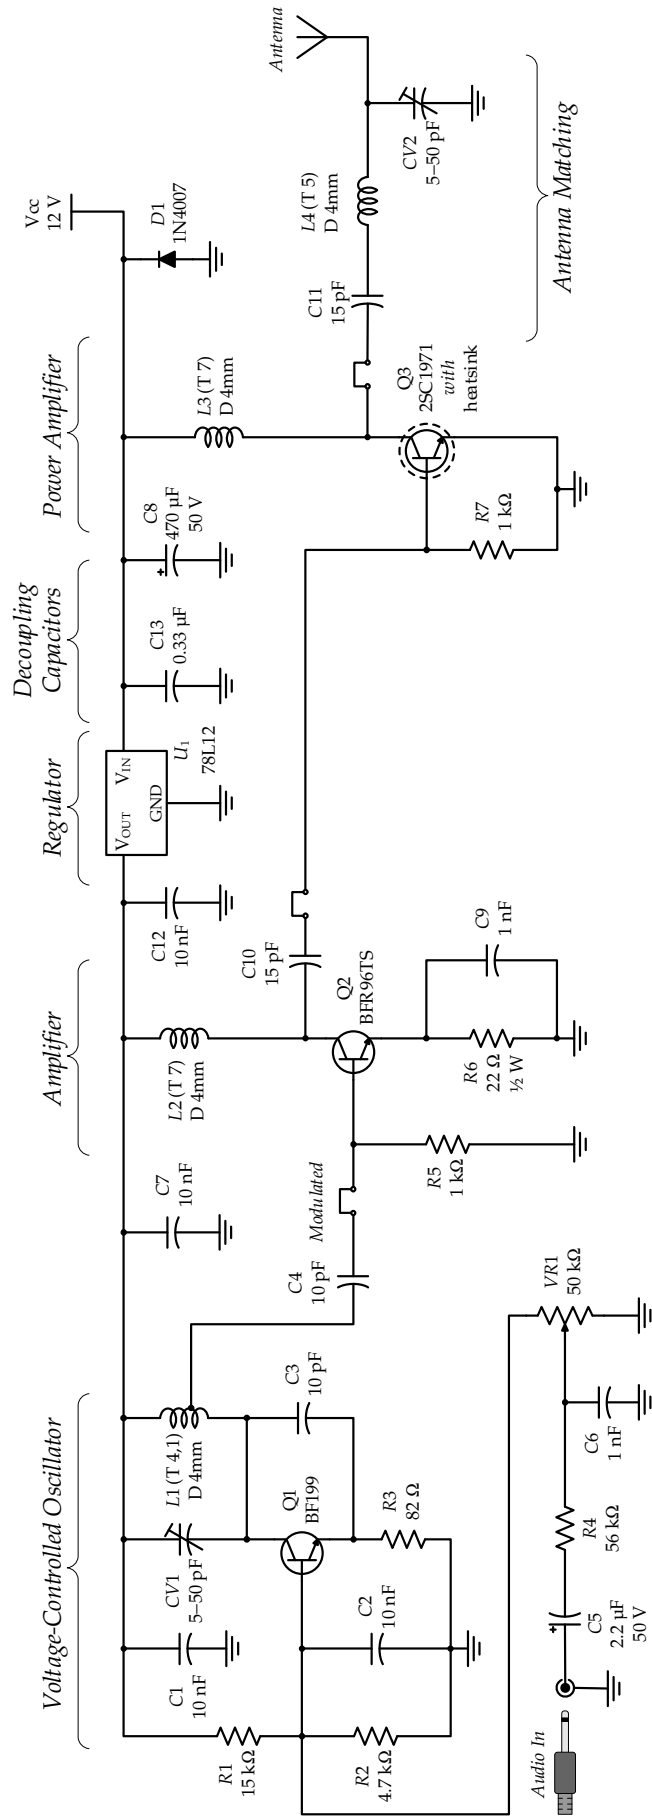 Voltage-Controlled Oscillator
Amplifier
Regulator
Decoupling
Capacitors
Power Amplifier
Vcc
12 V
C1
10 nF
CV1
5–50 pF
L1 (T 4,1)
D 4mm
C7
10 nF
L2 (T 7)
D 4mm
C12
10 nF
VOUT
VIN
GND
U1
78L12
C13
0.33 µF
C8
470 µF
50 V
L3 (T 7)
D 4mm
D1
1N4007
Antenna
R1
15 kΩ
R2
4.7 kΩ
C2
10 nF
Q1
BF199
R3
82 Ω
C3
10 pF
C4
10 pF
Modulated
R5
1 kΩ
Q2
BFR96TS
R6
22 Ω
½ W
C9
1 nF
C10
15 pF
R7
1 kΩ
Q3
2SC1971
with
heatsink
C11
15 pF
L4 (T 5)
D 4mm
CV2
5–50 pF
Antenna Matching
Audio In
C5
2.2 µF
50 V
R4
56 kΩ
C6
1 nF
VR1
50 kΩ